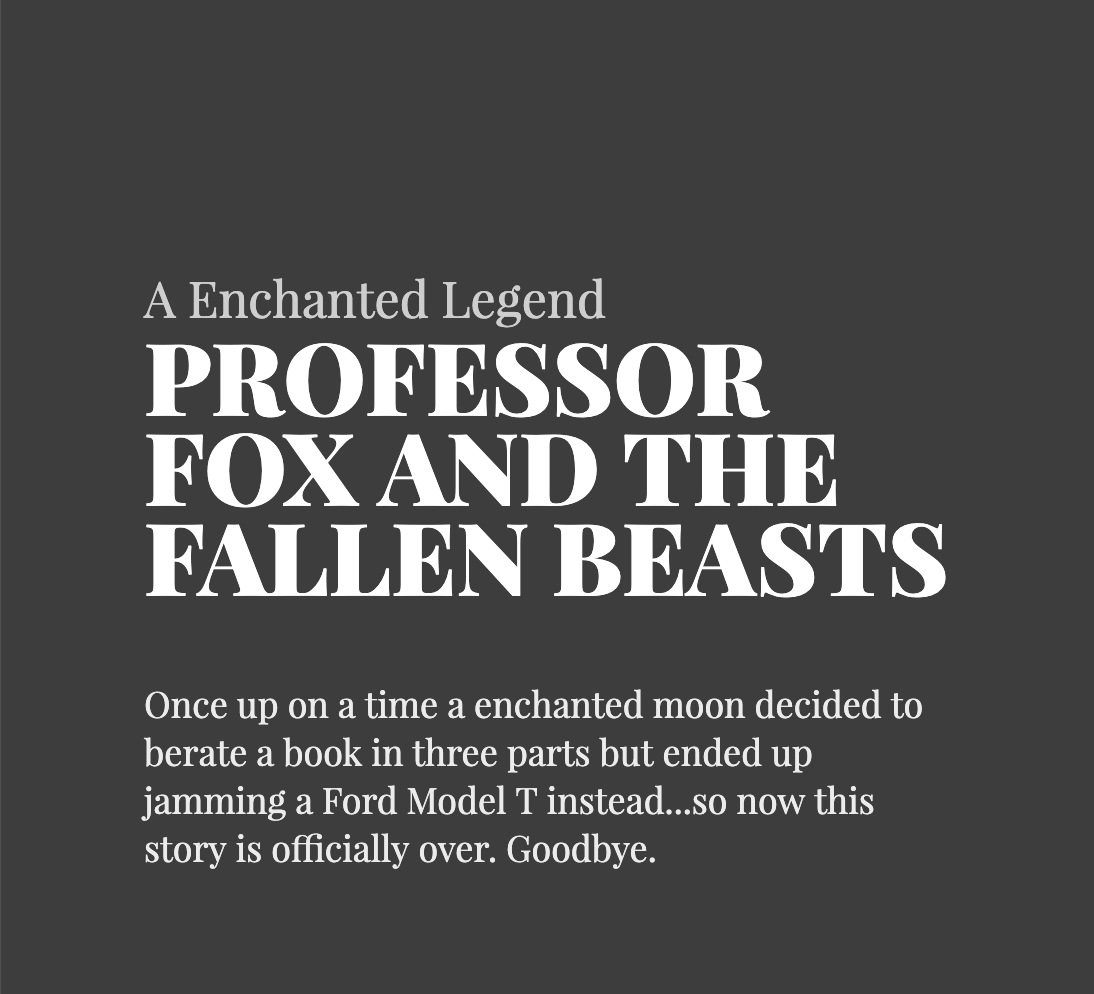 A Enchanted Legend
PROFESSOR
FOX AND THE
FALLEN BEASTS
Once up on a time a enchanted moon decided to
berate a book in three parts but ended up
jamming a Ford Model T instead...so now this
story is officially over. Goodbye.